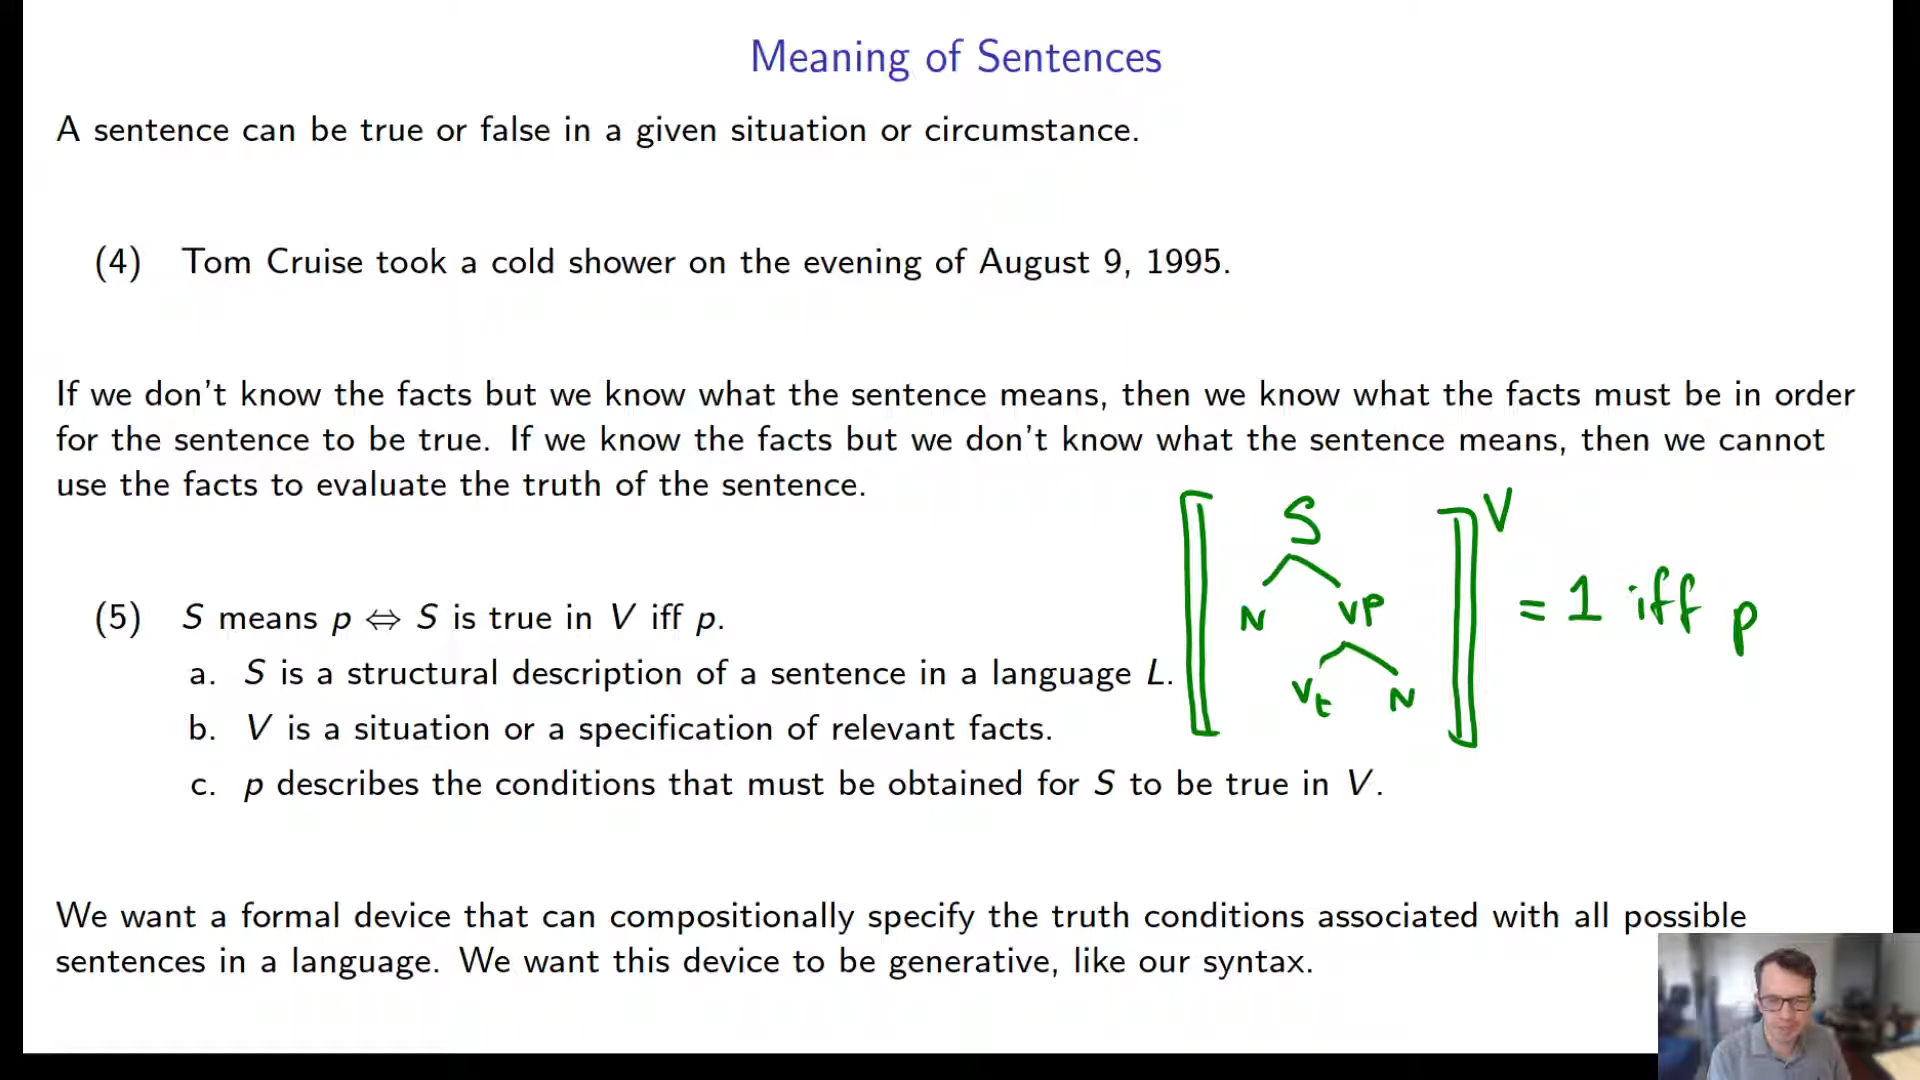 Meaning of Sentences
A sentence can be true or false in a given situation or circumstance.
(4) Tom Cruise took a cold shower on the evening of August 9, 1995.
If we don't know the facts but we know what the sentence means, then we know what the facts must be in order
for the sentence to be true. If we know the facts but we don't know what the sentence means, then we cannot
use the facts to evaluate the truth of the sentence.
(5) S means p ⇔ S is true in V iff p.
a. S is a structural description of a sentence in a language L.
b. V is a situation or a specification of relevant facts.
c. p describes the conditions that must be obtained for S to be true in V.
S
V
N VP
= 1 iff p
Vt N
We want a formal device that can compositionally specify the truth conditions associated with all possible
sentences in a language. We want this device to be generative, like our syntax.